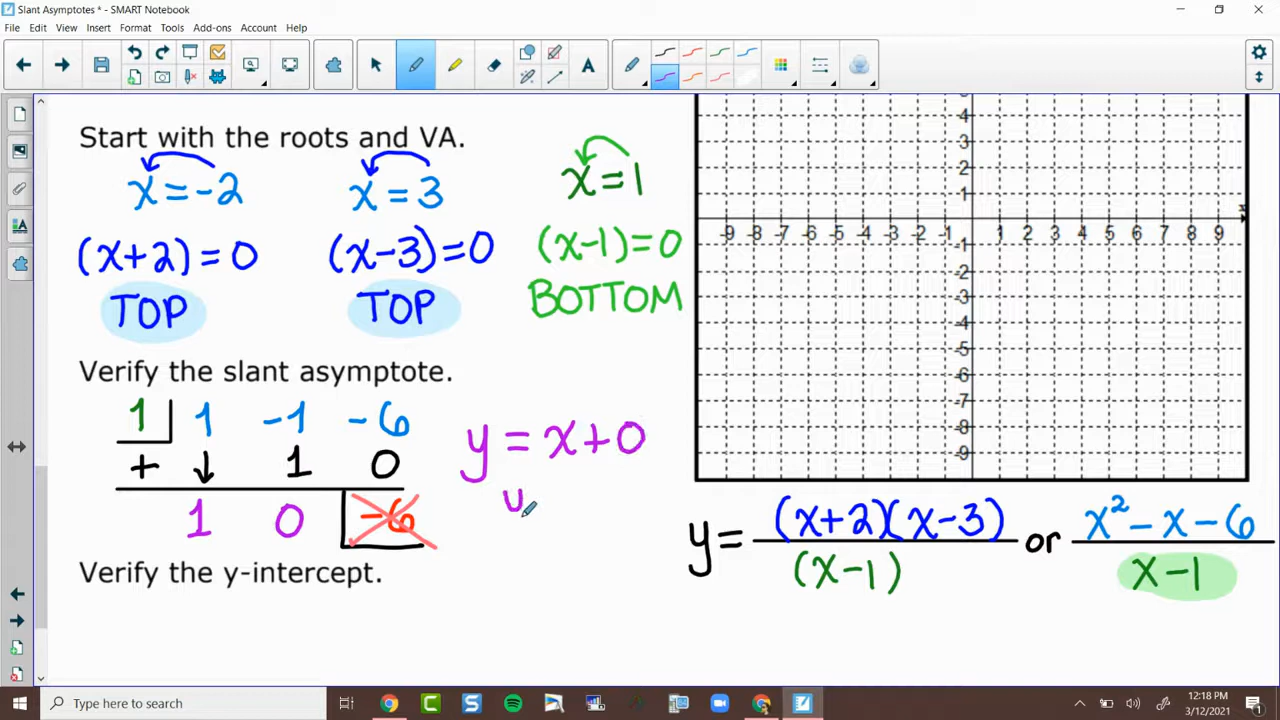 Slant Asymptotes * - SMART Notebook
File Edit View Insert Format Tools Add-ons Account Help
Start with the roots and VA.
x = -2 x = 3 x = 1
(x+2) = 0 (x-3) = 0 (x-1) = 0
TOP TOP BOTTOM
Verify the slant asymptote.
1 1 -1 -6
+ ↓ 1 0
1 0 -6
y = x + 0
Verify the y-intercept.
4
3
2
1
-9 -8 -7 -6 -5 -4 -3 -2 -1 1 2 3 4 5 6 7 8 9
x
-1
-2
-3
-4
-5
-6
-7
-8
-9
y = (x+2)(x-3) / (x-1) or x² - x - 6 / x - 1
Type here to search
12:18 PM
3/12/2021